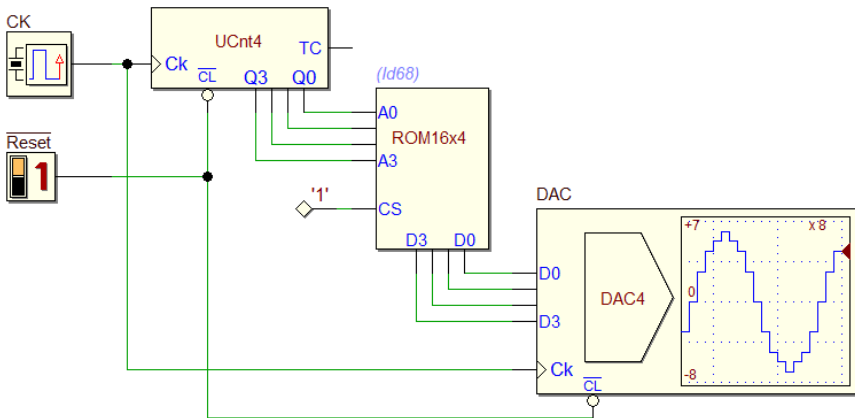 CK
UCnt4
TC
Ck
CL
Q3
Q0
(Id68)
A0
ROM16x4
A3
Reset
1
'1'
CS
D3
D0
DAC
+7
x 8
D0
0
DAC4
D3
Ck
CL
-8